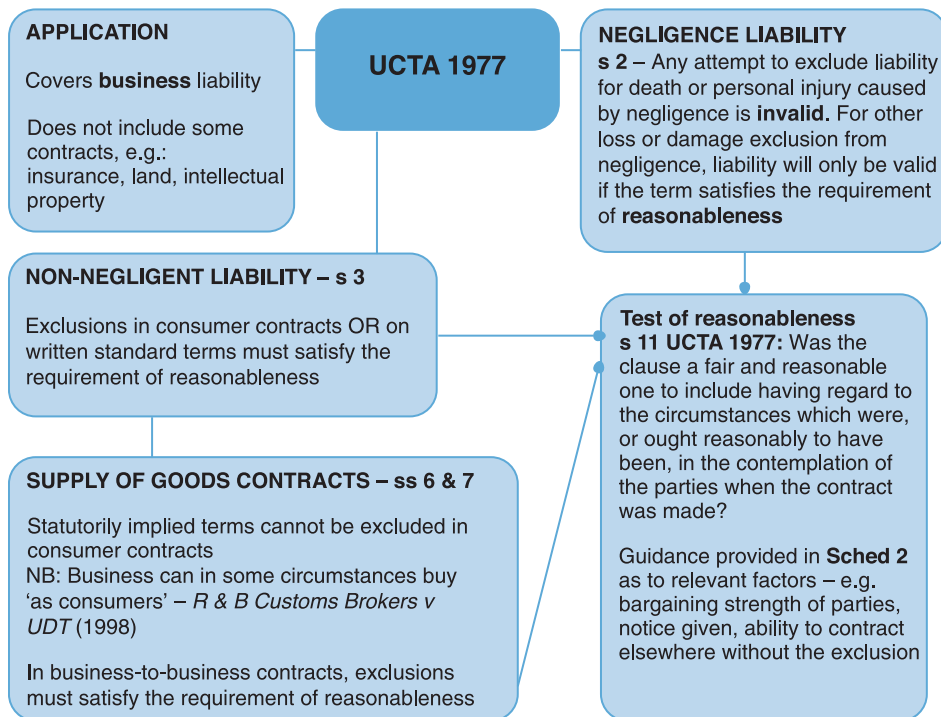 APPLICATION
Covers business liability
Does not include some
contracts, e.g.:
insurance, land, intellectual
property
UCTA 1977
NEGLIGENCE LIABILITY
s 2 – Any attempt to exclude liability
for death or personal injury caused
by negligence is invalid. For other
loss or damage exclusion from
negligence, liability will only be valid
if the term satisfies the requirement
of reasonableness
NON-NEGLIGENT LIABILITY – s 3
Exclusions in consumer contracts OR on
written standard terms must satisfy the
requirement of reasonableness
Test of reasonableness
s 11 UCTA 1977: Was the
clause a fair and reasonable
one to include having regard to
the circumstances which were,
or ought reasonably to have
been, in the contemplation of
the parties when the contract
was made?
Guidance provided in Sched 2
as to relevant factors – e.g.
bargaining strength of parties,
notice given, ability to contract
elsewhere without the exclusion
SUPPLY OF GOODS CONTRACTS – ss 6 & 7
Statutorily implied terms cannot be excluded in
consumer contracts
NB: Business can in some circumstances buy
‘as consumers’ – R & B Customs Brokers v
UDT (1998)
In business-to-business contracts, exclusions
must satisfy the requirement of reasonableness